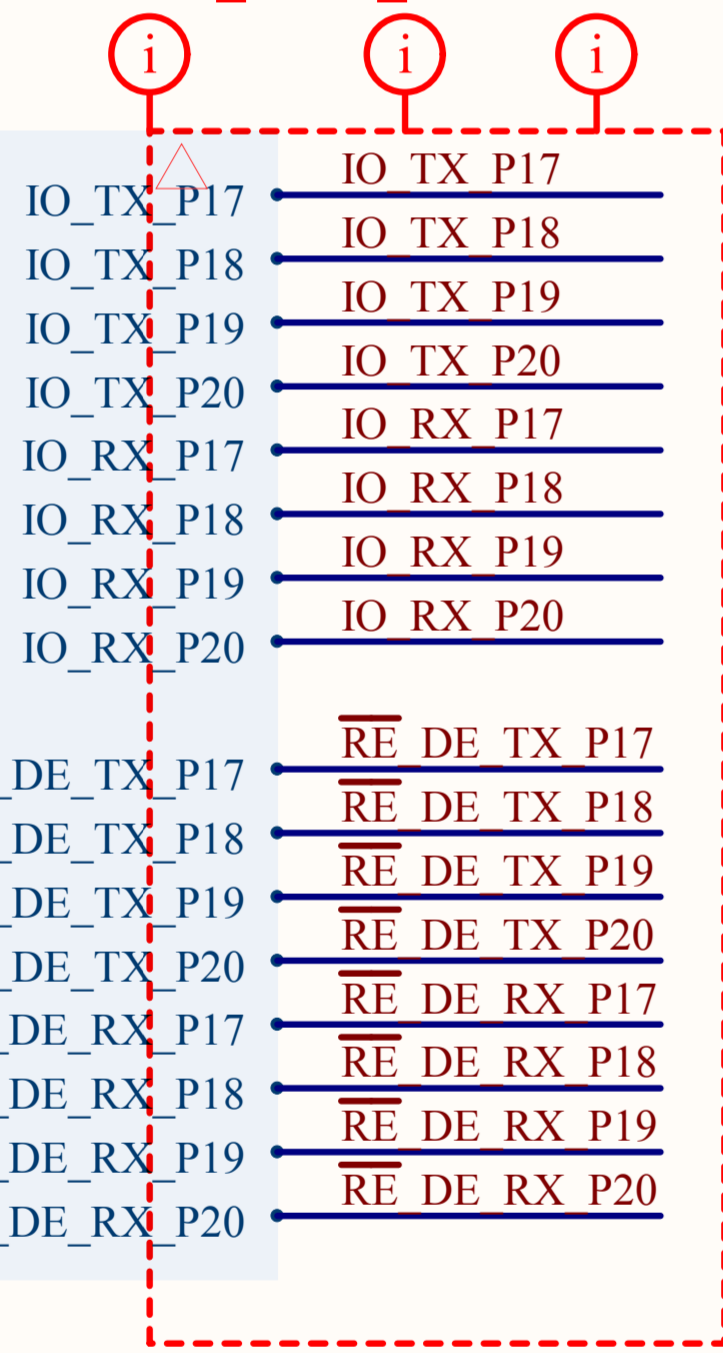 i i i
IO_TX_P17 IO_TX_P17
IO_TX_P18 IO_TX_P18
IO_TX_P19 IO_TX_P19
IO_TX_P20 IO_TX_P20
IO_RX_P17 IO_RX_P17
IO_RX_P18 IO_RX_P18
IO_RX_P19 IO_RX_P19
IO_RX_P20 IO_RX_P20
_DE_TX_P17 RE_DE_TX_P17
_DE_TX_P18 RE_DE_TX_P18
_DE_TX_P19 RE_DE_TX_P19
_DE_TX_P20 RE_DE_TX_P20
_DE_RX_P17 RE_DE_RX_P17
_DE_RX_P18 RE_DE_RX_P18
_DE_RX_P19 RE_DE_RX_P19
_DE_RX_P20 RE_DE_RX_P20